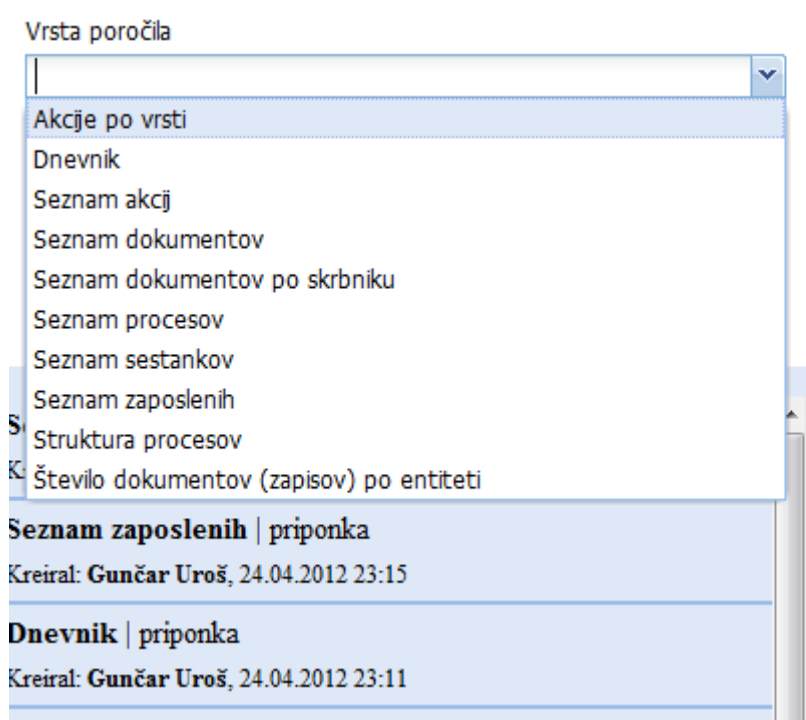 Vrsta poročila
Akcije po vrsti
Dnevnik
Seznam akcij
Seznam dokumentov
Seznam dokumentov po skrbniku
Seznam procesov
Seznam sestankov
Seznam zaposlenih
Struktura procesov
Število dokumentov (zapisov) po entiteti
Seznam zaposlenih | priponka
Kreiral: Gunčar Uroš, 24.04.2012 23:15
Dnevnik | priponka
Kreiral: Gunčar Uroš, 24.04.2012 23:11